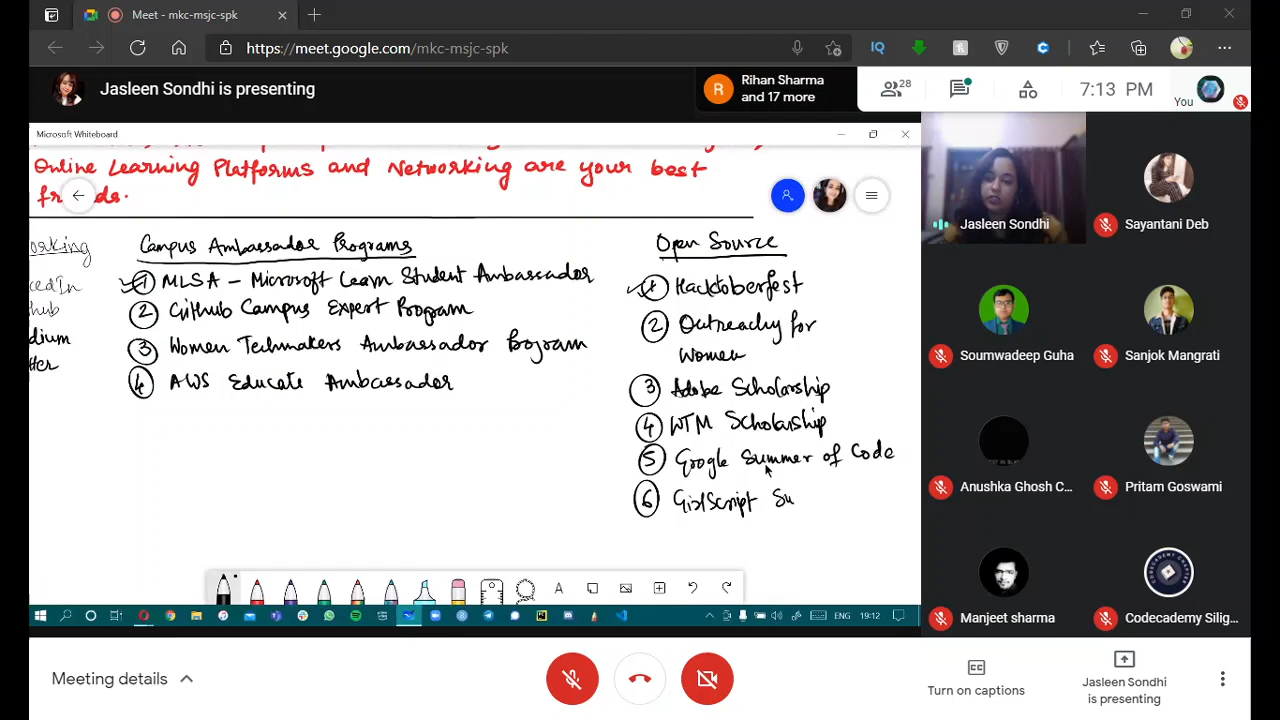 Meet - mkc-msjc-spk
https://meet.google.com/mkc-msjc-spk
Jasleen Sondhi is presenting
R
Rihan Sharma
and 17 more
28
7:13 PM
You
Microsoft Whiteboard
Online Learning Platforms and Networking are your best
orking
kedIn
hub
dium
tter
Campus Ambassador Programs
1 MLSA - Microsoft Learn Student Ambassador
2 Github Campus Expert Program
3 Women Techmakers Ambassador Program
4 AWS Educate Ambassador
Open Source
1 Hacktoberfest
2 Outreachy for
Women
3 Adobe Scholarship
4 WTM Scholarship
5 Google Summer of Code
6 GirlScript Su
Jasleen Sondhi
Sayantani Deb
Soumwadeep Guha
Sanjok Mangrati
Anushka Ghosh C...
Pritam Goswami
Manjeet sharma
Codecademy Silig...
ENG
19:12
Meeting details
Turn on captions
Jasleen Sondhi
is presenting